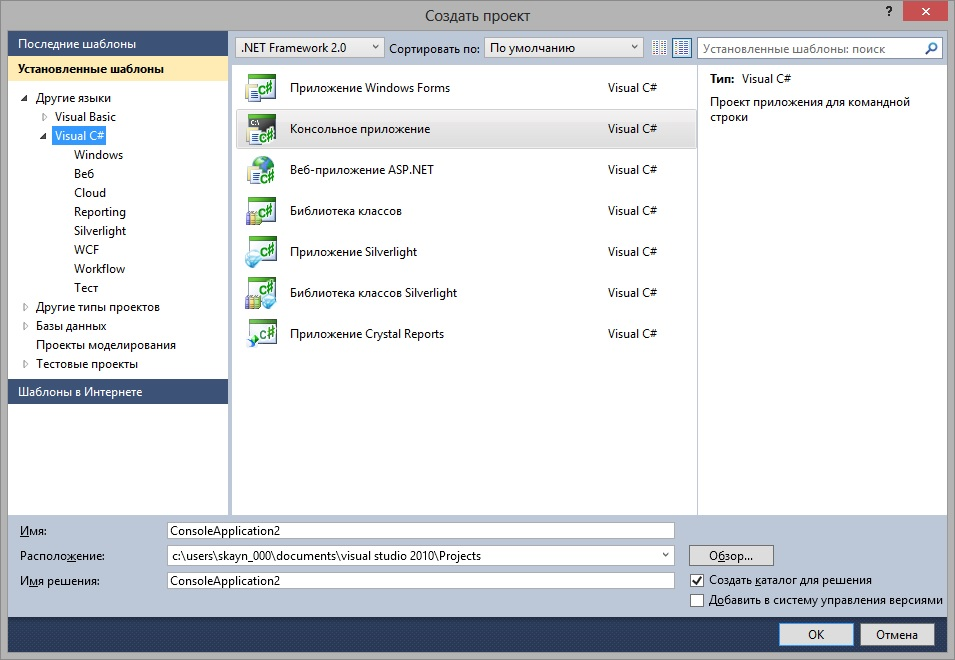 Создать проект
?
Последние шаблоны
Установленные шаблоны
Другие языки
Visual Basic
Visual C#
Windows
Веб
Cloud
Reporting
Silverlight
WCF
Workflow
Тест
Другие типы проектов
Базы данных
Проекты моделирования
Тестовые проекты
Шаблоны в Интернете
.NET Framework 2.0 Сортировать по: По умолчанию Установленные шаблоны: поиск
Приложение Windows Forms Visual C#
Консольное приложение Visual C#
Веб-приложение ASP.NET Visual C#
Библиотека классов Visual C#
Приложение Silverlight Visual C#
Библиотека классов Silverlight Visual C#
Приложение Crystal Reports Visual C#
Тип: Visual C#
Проект приложения для командной
строки
Имя: ConsoleApplication2
Расположение: c:\users\skayn_000\documents\visual studio 2010\Projects Обзор...
Имя решения: ConsoleApplication2
Создать каталог для решения
Добавить в систему управления версиями
OK Отмена